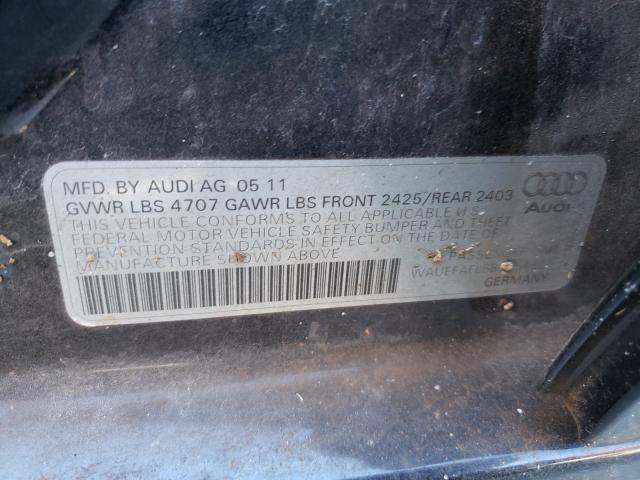 MFD. BY AUDI AG 05 11
GVWR LBS 4707 GAWR LBS FRONT 2425/REAR 2403
THIS VEHICLE CONFORMS TO ALL APPLICABLE U.S.
FEDERAL MOTOR VEHICLE SAFETY BUMPER AND THEFT
PREVENTION STANDARDS IN EFFECT ON THE DATE OF
MANUFACTURE SHOWN ABOVE
Audi
GERMANY